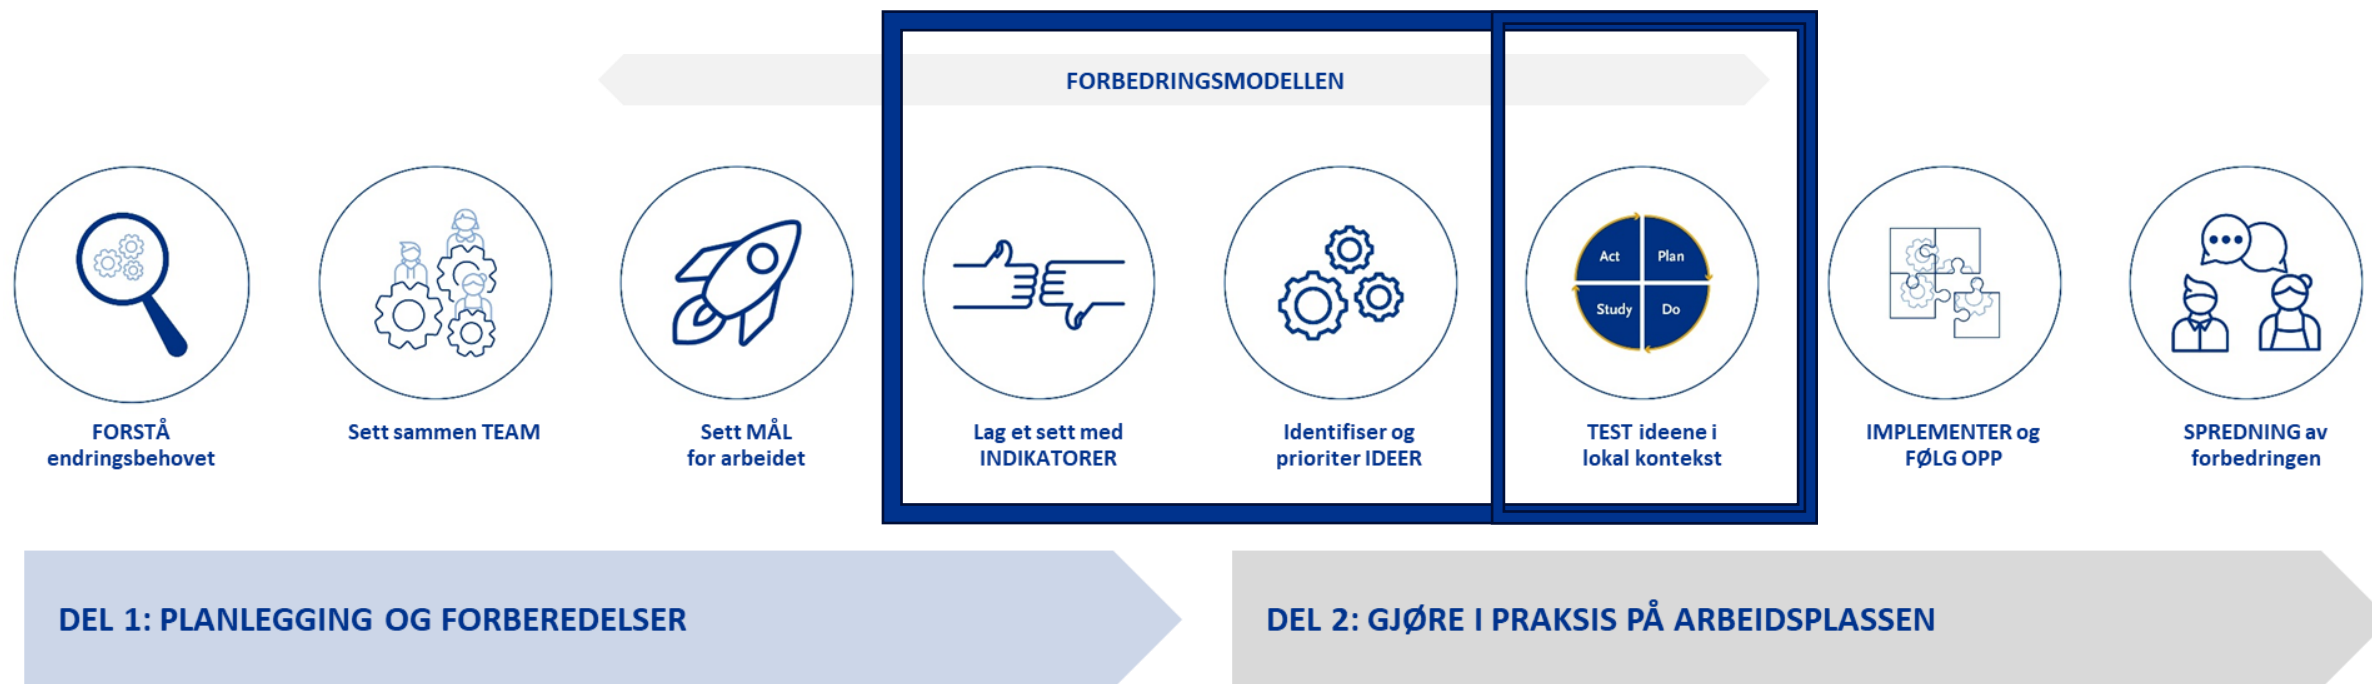 FORBEDRINGSMODELLEN
FORSTÅ
endringsbehovet
Sett sammen TEAM
Sett MÅL
for arbeidet
Lag et sett med
INDIKATORER
Identifiser og
prioriter IDEER
Act
Plan
Study
Do
TEST ideene i
lokal kontekst
IMPLEMENTER og
FØLG OPP
SPREDNING av
forbedringen
DEL 1: PLANLEGGING OG FORBEREDELSER
DEL 2: GJØRE I PRAKSIS PÅ ARBEIDSPLASSEN